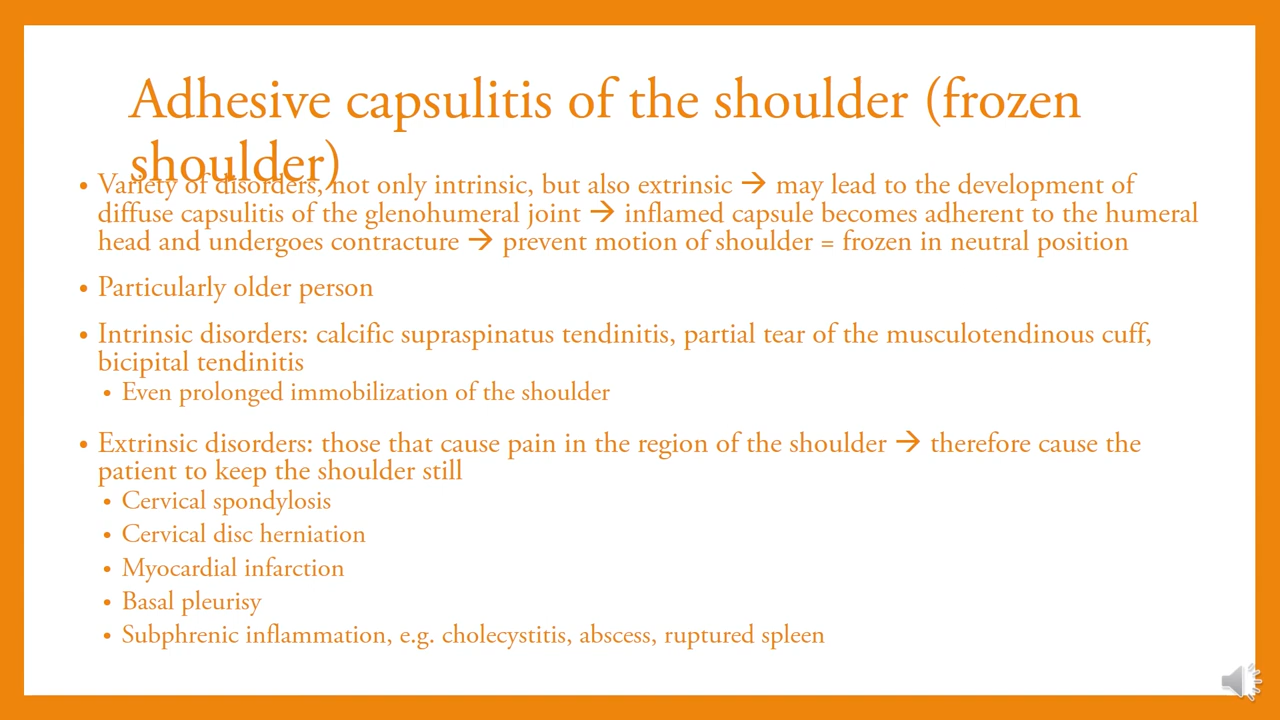 Adhesive capsulitis of the shoulder (frozen
shoulder)
• Variety of disorders, not only intrinsic, but also extrinsic → may lead to the development of
diffuse capsulitis of the glenohumeral joint → inflamed capsule becomes adherent to the humeral
head and undergoes contracture → prevent motion of shoulder = frozen in neutral position
• Particularly older person
• Intrinsic disorders: calcific supraspinatus tendinitis, partial tear of the musculotendinous cuff,
bicipital tendinitis
• Even prolonged immobilization of the shoulder
• Extrinsic disorders: those that cause pain in the region of the shoulder → therefore cause the
patient to keep the shoulder still
• Cervical spondylosis
• Cervical disc herniation
• Myocardial infarction
• Basal pleurisy
• Subphrenic inflammation, e.g. cholecystitis, abscess, ruptured spleen